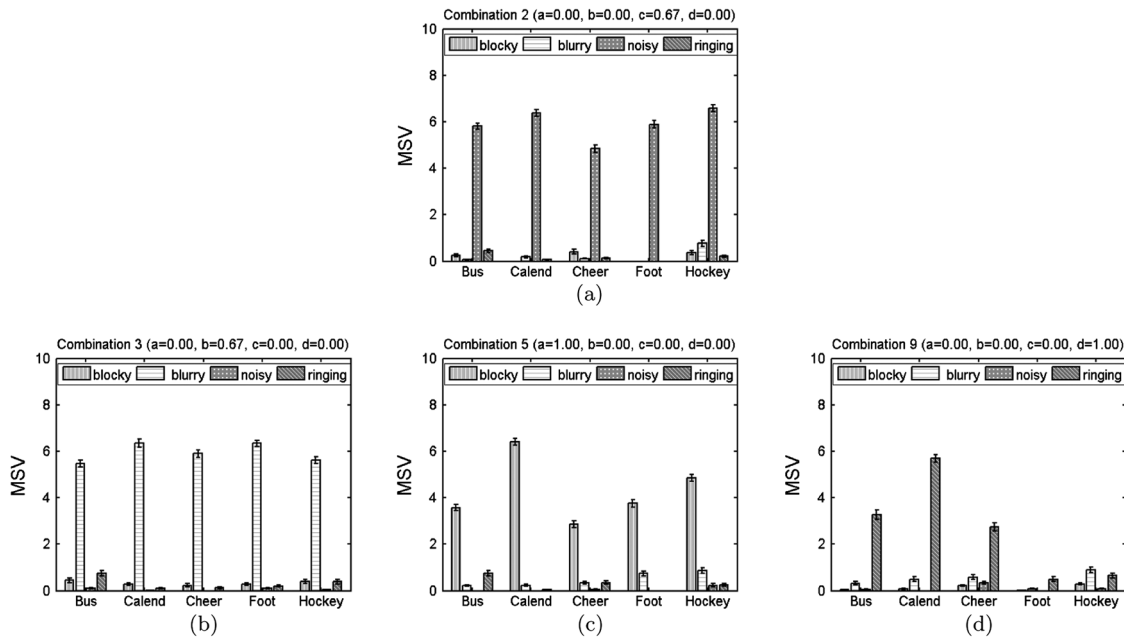 Combination 2 (a=0.00, b=0.00, c=0.67, d=0.00)
10
blocky blurry noisy ringing
8
6
MSV
4
2
0
Bus Calend Cheer Foot Hockey
(a)
Combination 3 (a=0.00, b=0.67, c=0.00, d=0.00)
10
blocky blurry noisy ringing
8
6
MSV
4
2
0
Bus Calend Cheer Foot Hockey
(b)
Combination 5 (a=1.00, b=0.00, c=0.00, d=0.00)
10
blocky blurry noisy ringing
8
6
MSV
4
2
0
Bus Calend Cheer Foot Hockey
(c)
Combination 9 (a=0.00, b=0.00, c=0.00, d=1.00)
10
blocky blurry noisy ringing
8
6
MSV
4
2
0
Bus Calend Cheer Foot Hockey
(d)